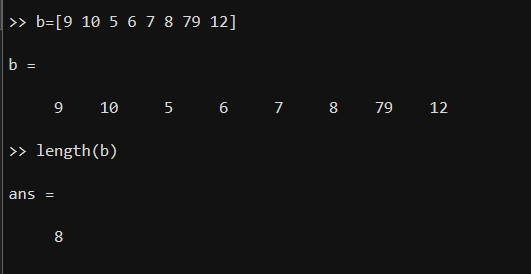 >> b=[9 10 5 6 7 8 79 12]
b =
9 10 5 6 7 8 79 12
>> length(b)
ans =
8